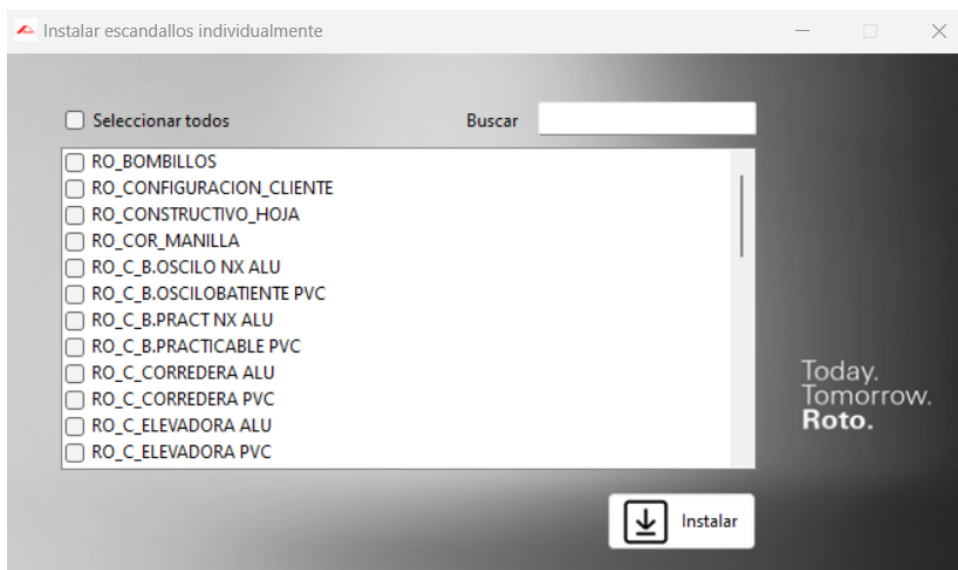 Instalar escandallos individualmente
Seleccionar todos
Buscar
RO_BOMBILLOS
RO_CONFIGURACION_CLIENTE
RO_CONSTRUCTIVO_HOJA
RO_COR_MANILLA
RO_C_B.OSCILO NX ALU
RO_C_B.OSCILOBATIENTE PVC
RO_C_B.PRACT NX ALU
RO_C_B.PRACTICABLE PVC
RO_C_CORREDERA ALU
RO_C_CORREDERA PVC
RO_C_ELEVADORA ALU
RO_C_ELEVADORA PVC
Today.
Tomorrow.
Roto.
Instalar